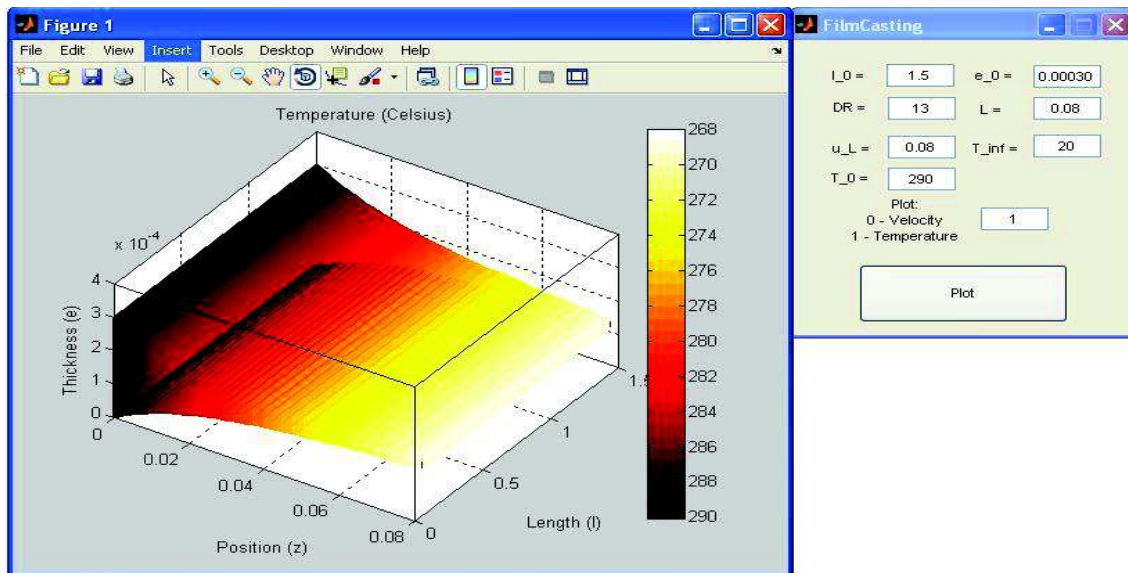 Figure 1
File Edit View Insert Tools Desktop Window Help
Temperature (Celsius)
x 10^-4
4
3
2
1
0
Thickness (e)
0
0.02
0.04
0.06
0.08
Position (z)
0
0.5
1
1.5
Length (l)
268
270
272
274
276
278
280
282
284
286
288
290
FilmCasting
l_0 = 1.5 e_0 = 0.00030
DR = 13 L = 0.08
u_L = 0.08 T_inf = 20
T_0 = 290
Plot:
0 - Velocity
1 - Temperature
1
Plot